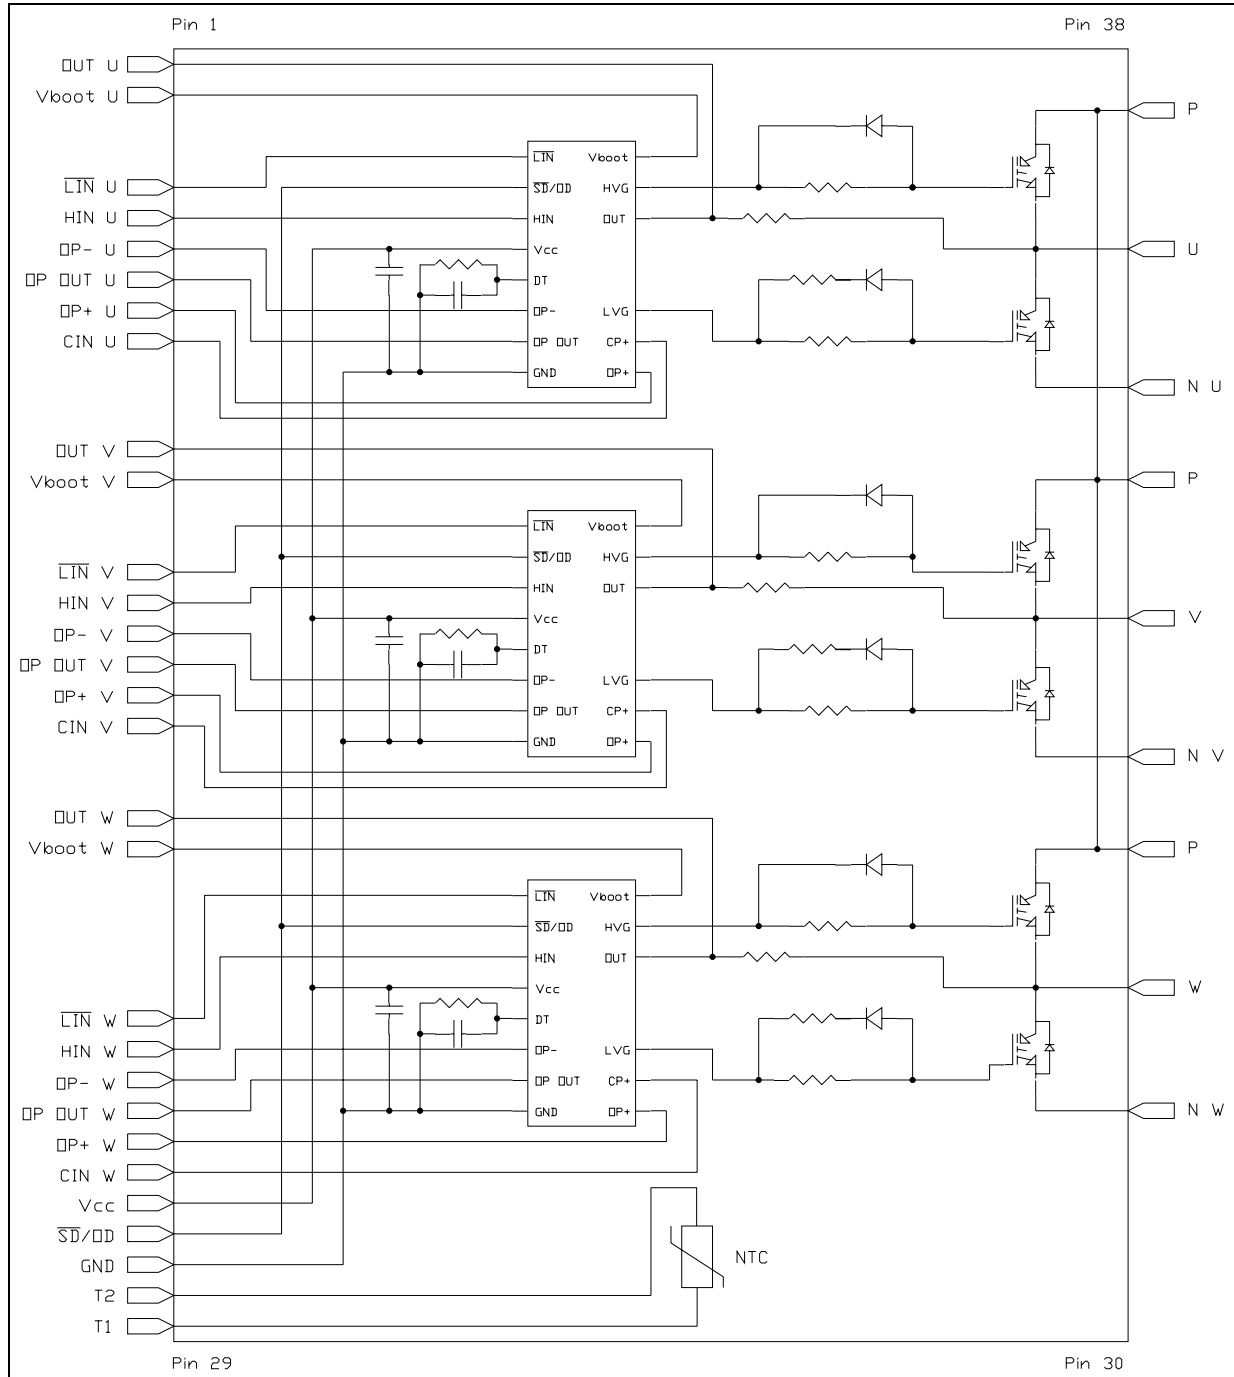 Pin 1
Pin 38
OUT U
Vboot U
LIN U
HIN U
OP- U
OP OUT U
OP+ U
CIN U
LIN
SD/OD
HIN
Vcc
DT
OP-
OP OUT
GND
Vboot
HVG
OUT
LVG
CP+
OP+
P
U
N U
OUT V
Vboot V
LIN V
HIN V
OP- V
OP OUT V
OP+ V
CIN V
LIN
SD/OD
HIN
Vcc
DT
OP-
OP OUT
GND
Vboot
HVG
OUT
LVG
CP+
OP+
P
V
N V
OUT W
Vboot W
LIN W
HIN W
OP- W
OP OUT W
OP+ W
CIN W
Vcc
SD/OD
GND
T2
T1
LIN
SD/OD
HIN
Vcc
DT
OP-
OP OUT
GND
Vboot
HVG
OUT
LVG
CP+
OP+
P
W
N W
NTC
Pin 29
Pin 30